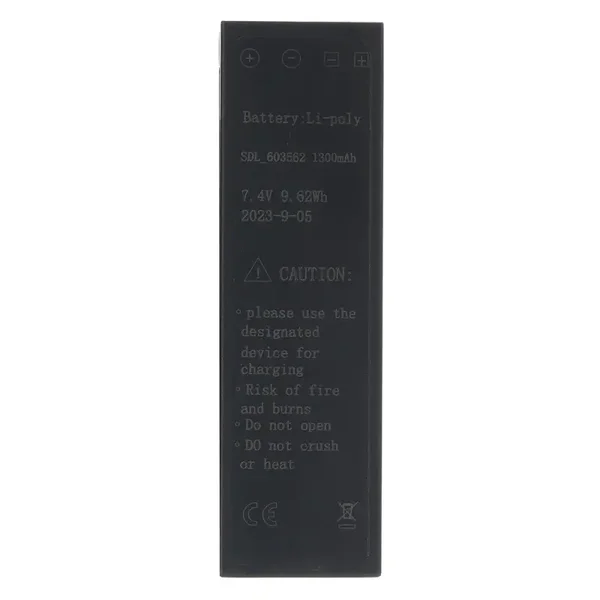 Battery:Li-poly
SDL_603562 1300mAh
7.4V 9.62Wh
2023-9-05
CAUTION:
please use the
designated
device for
charging
Risk of fire
and burns
Do not open
DO not crush
or heat
CE